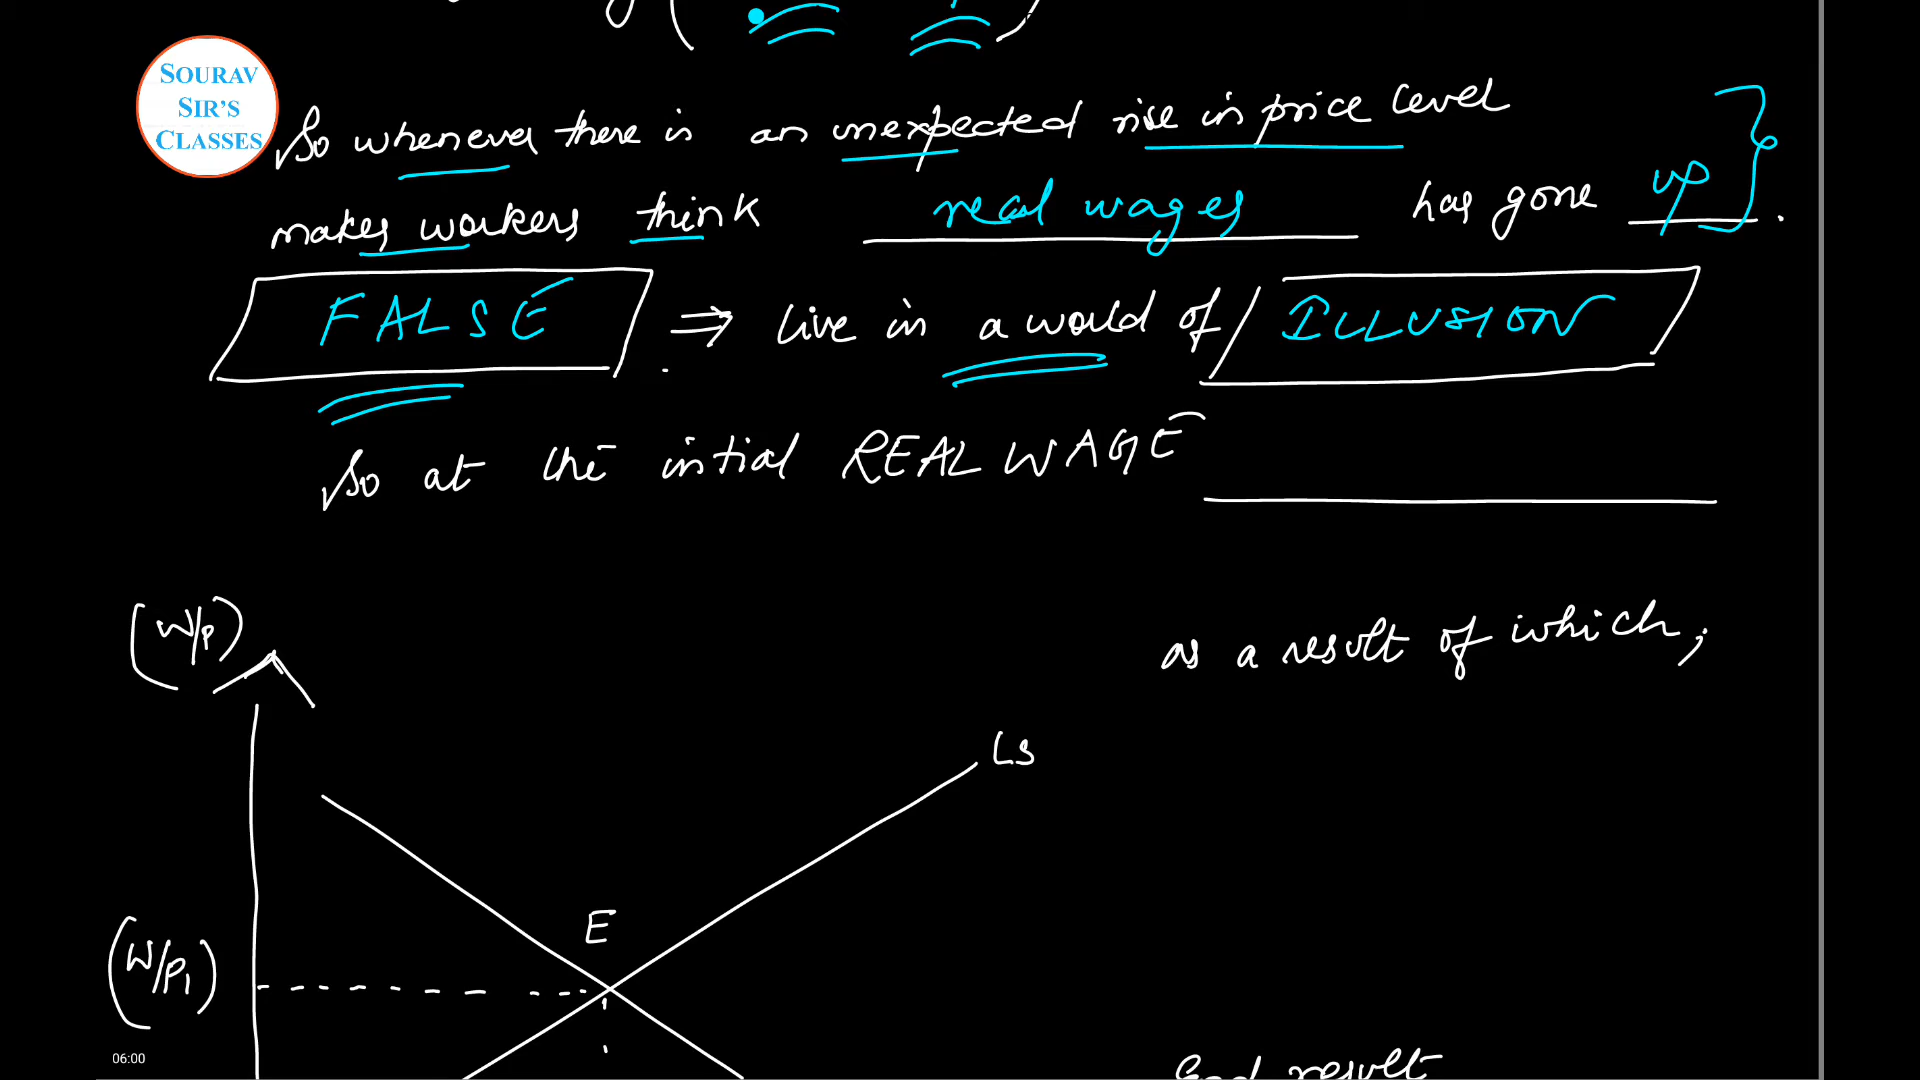 SOURAV
SIR'S
CLASSES
So whenever there is an unexpected rise in price level
makes workers think real wages has gone up.
FALSE ⇒ live in a world of ILLUSION
So at the initial REAL WAGE
(W/P)
as a result of which,
LS
E
(W/P1)
06:00
End result